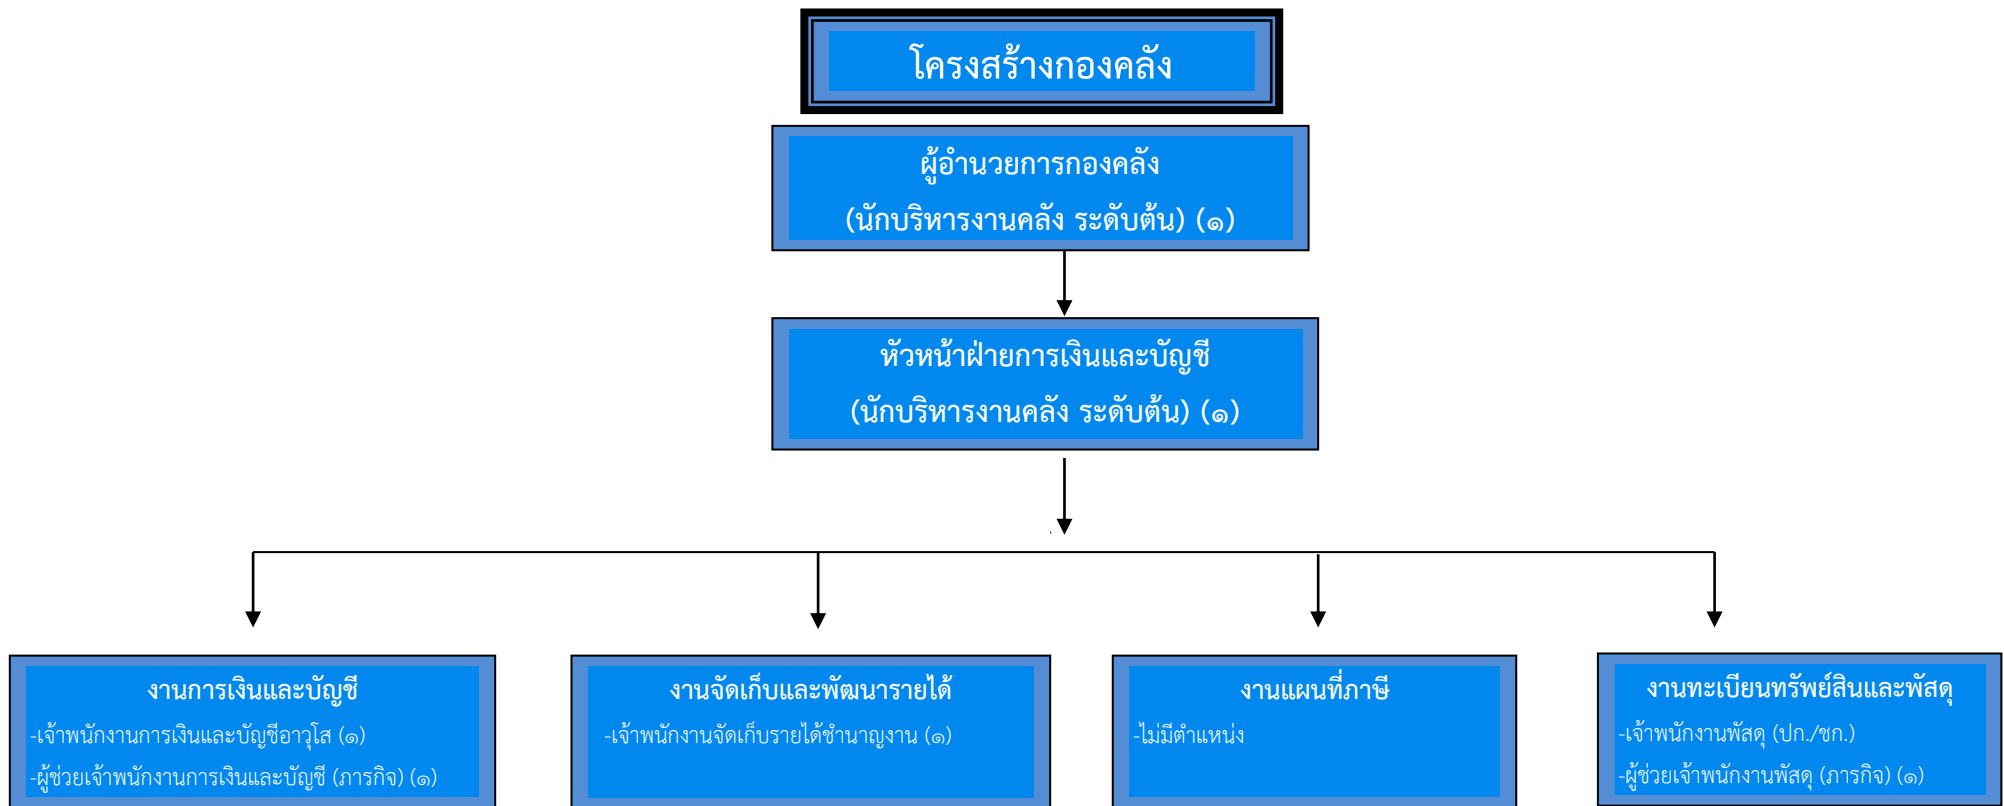 โครงสร้างกองคลัง
ผู้อำนวยการกองคลัง
(นักบริหารงานคลัง ระดับต้น) (๑)
หัวหน้าฝ่ายการเงินและบัญชี
(นักบริหารงานคลัง ระดับต้น) (๑)
งานการเงินและบัญชี
-เจ้าพนักงานการเงินและบัญชีอาวุโส (๑)
-ผู้ช่วยเจ้าพนักงานการเงินและบัญชี (ภารกิจ) (๑)
งานจัดเก็บและพัฒนารายได้
-เจ้าพนักงานจัดเก็บรายได้ชำนาญงาน (๑)
งานแผนที่ภาษี
-ไม่มีตำแหน่ง
งานทะเบียนทรัพย์สินและพัสดุ
-เจ้าพนักงานพัสดุ (ปก./ชก.)
-ผู้ช่วยเจ้าพนักงานพัสดุ (ภารกิจ) (๑)